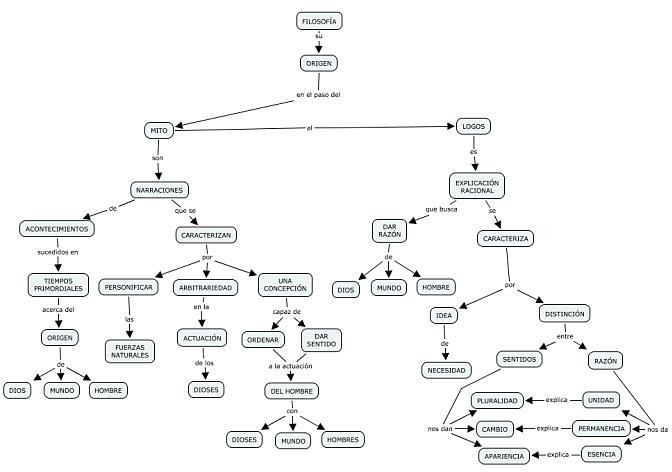 FILOSOFÍA
su
ORIGEN
en el paso del
MITO
al
LOGOS
son
es
NARRACIONES
EXPLICACIÓN
RACIONAL
de
que se
que busca
se
ACONTECIMIENTOS
CARACTERIZAN
DAR
RAZÓN
CARACTERIZA
sucedidos en
por
de
TIEMPOS
PRIMORDIALES
PERSONIFICAR
ARBITRARIEDAD
UNA
CONCEPCIÓN
DIOS
MUNDO
HOMBRE
por
acerca del
las
en la
capaz de
IDEA
DISTINCIÓN
ORIGEN
FUERZAS
NATURALES
ACTUACIÓN
ORDENAR
DAR
SENTIDO
de
entre
de
de los
a la actuación
NECESIDAD
SENTIDOS
RAZÓN
DIOS
MUNDO
HOMBRE
DIOSES
DEL HOMBRE
PLURALIDAD
explica
UNIDAD
con
nos dan
CAMBIO
explica
PERMANENCIA
nos da
DIOSES
MUNDO
HOMBRES
APARIENCIA
explica
ESENCIA